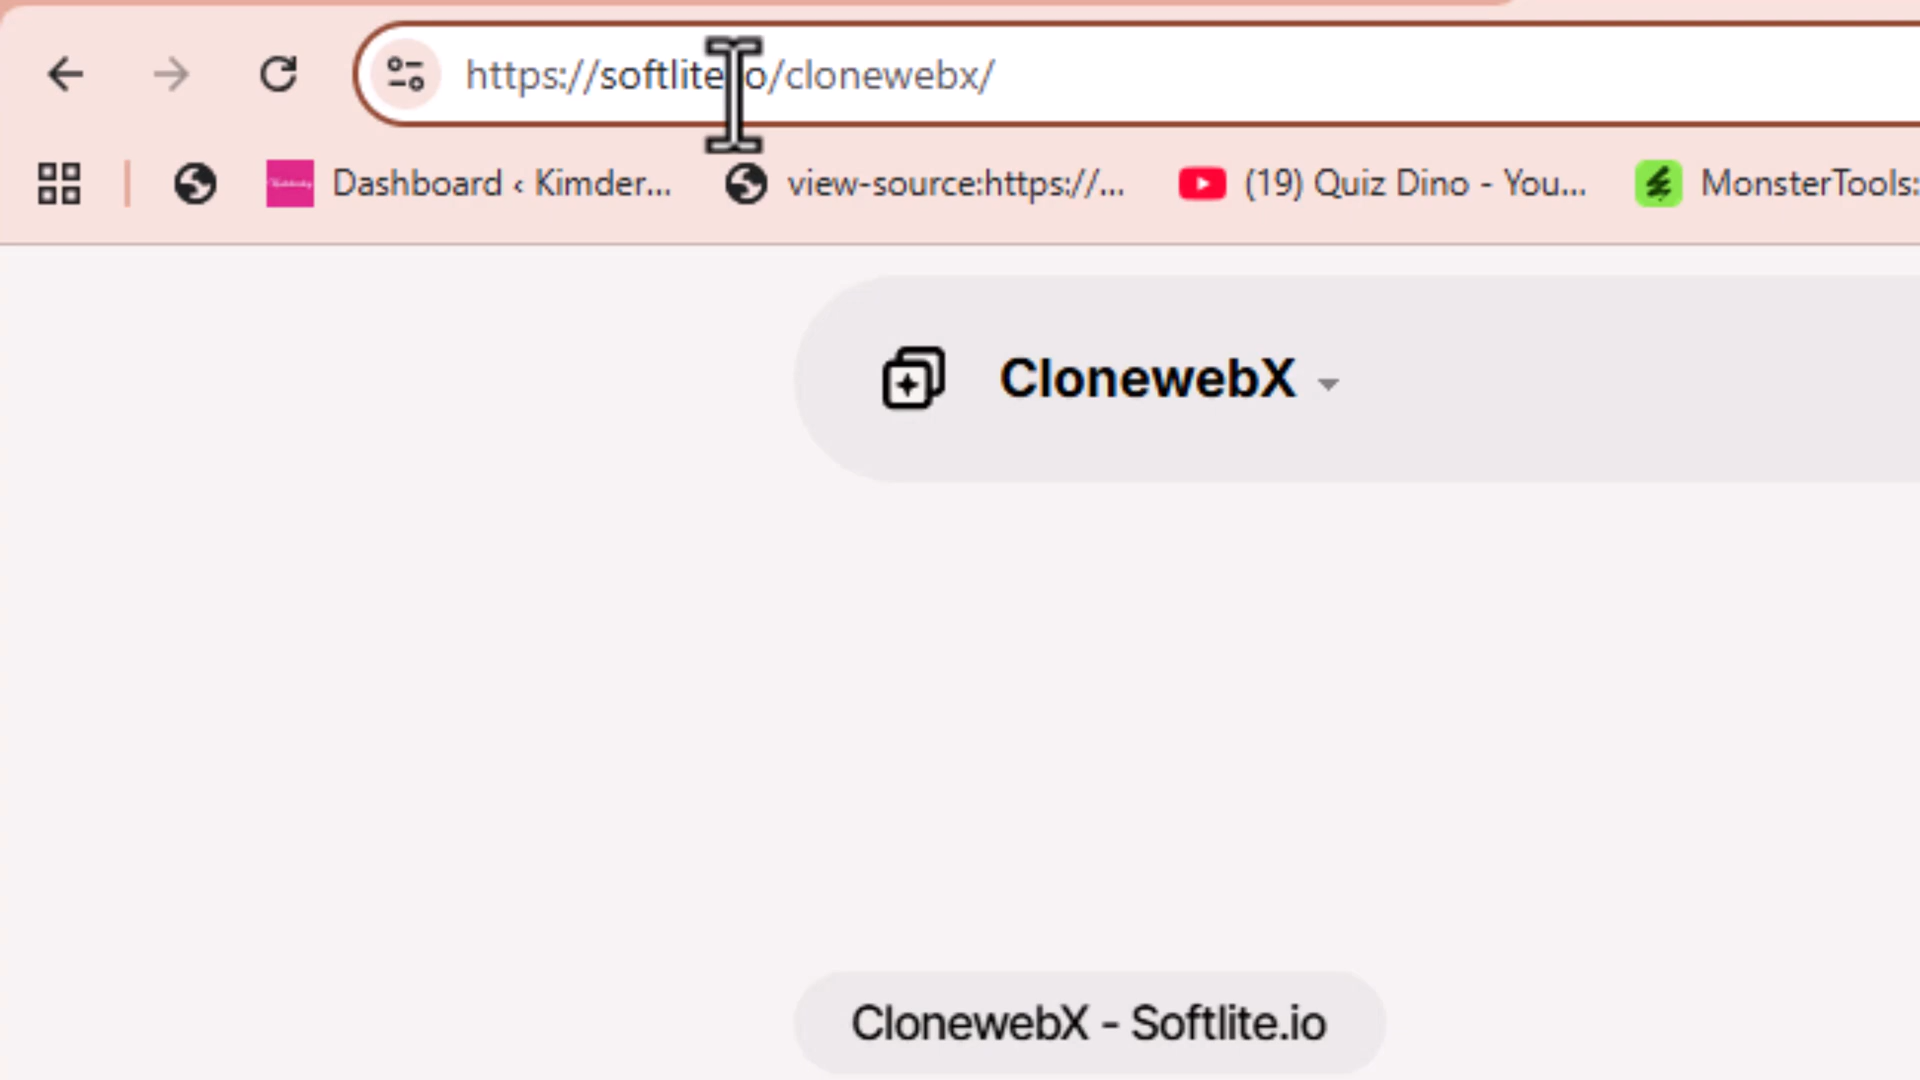 https://softlite.io/clonewebx/
Dashboard ‹ Kimder...
view-source:https://...
(19) Quiz Dino - You...
MonsterTools:
ClonewebX
ClonewebX - Softlite.io